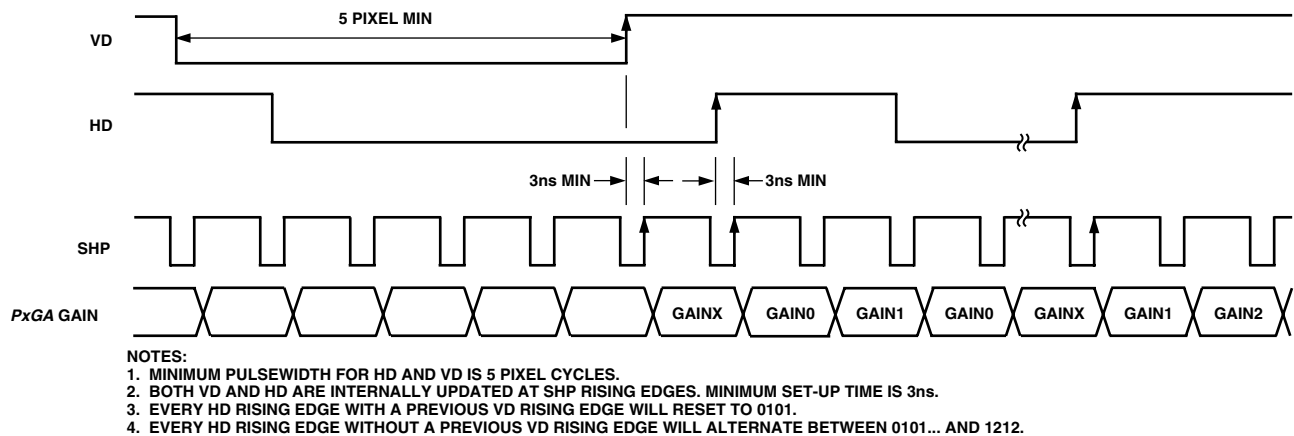 5 PIXEL MIN
VD
HD
3ns MIN
3ns MIN
SHP
PxGA GAIN
GAINX
GAIN0
GAIN1
GAIN0
GAINX
GAIN1
GAIN2
NOTES:
1. MINIMUM PULSEWIDTH FOR HD AND VD IS 5 PIXEL CYCLES.
2. BOTH VD AND HD ARE INTERNALLY UPDATED AT SHP RISING EDGES. MINIMUM SET-UP TIME IS 3ns.
3. EVERY HD RISING EDGE WITH A PREVIOUS VD RISING EDGE WILL RESET TO 0101.
4. EVERY HD RISING EDGE WITHOUT A PREVIOUS VD RISING EDGE WILL ALTERNATE BETWEEN 0101... AND 1212.